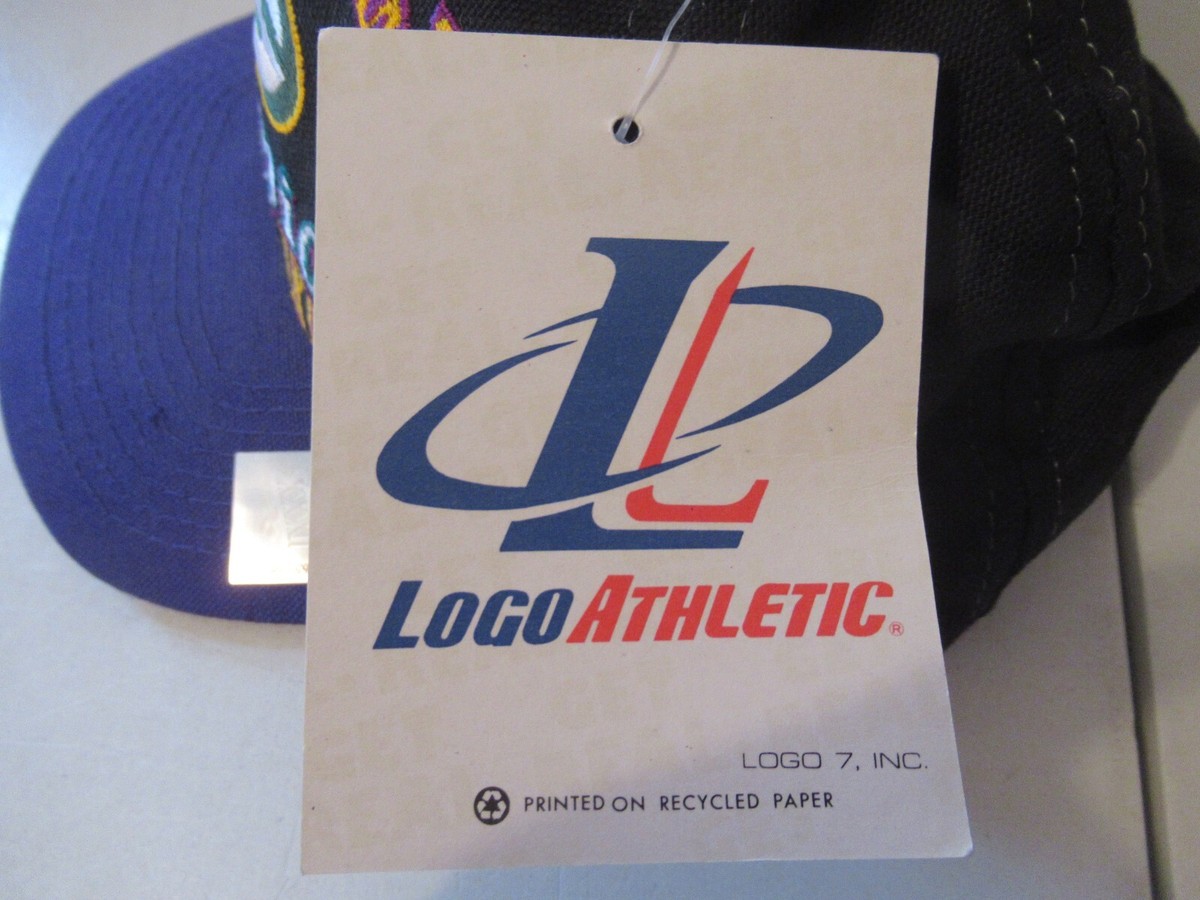 LOGO ATHLETIC®
LOGO 7, INC.
PRINTED ON RECYCLED PAPER